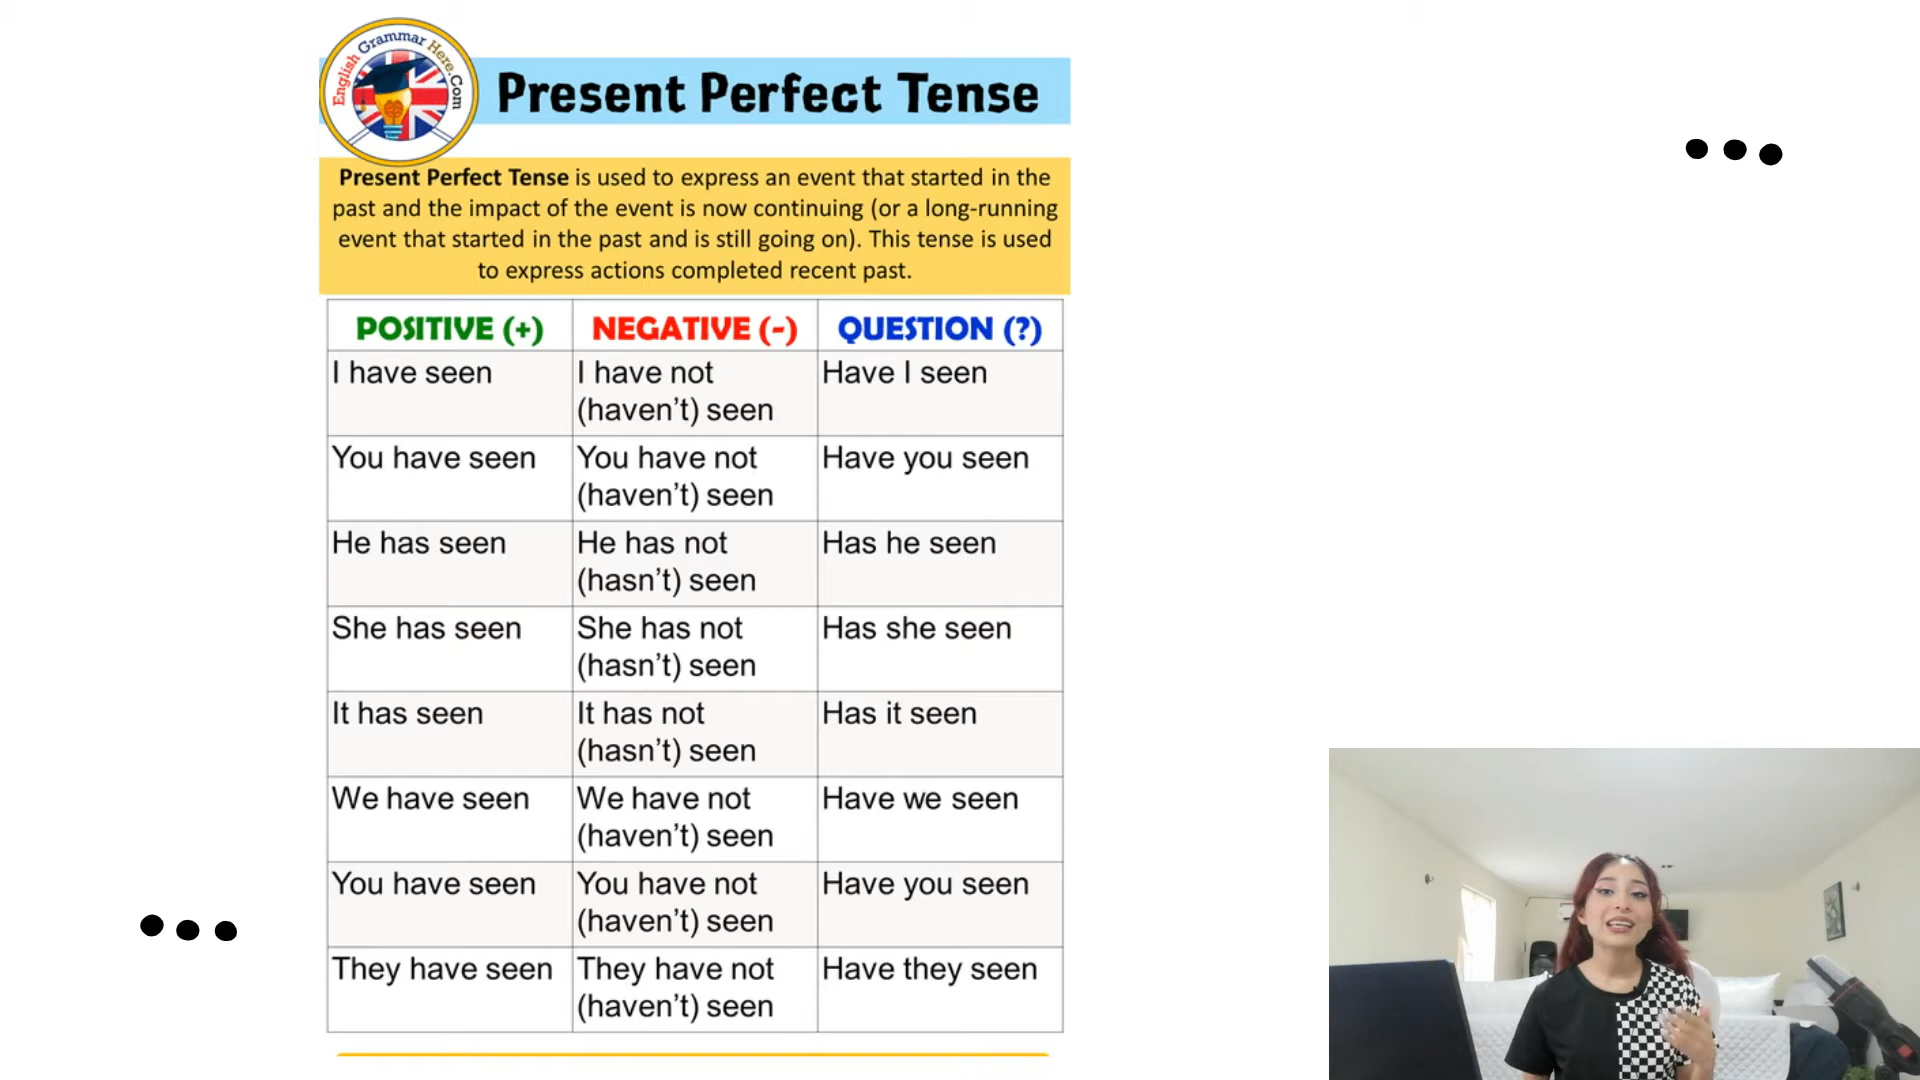 English Grammar Here.Com
Present Perfect Tense
Present Perfect Tense is used to express an event that started in the
past and the impact of the event is now continuing (or a long-running
event that started in the past and is still going on). This tense is used
to express actions completed recent past.
POSITIVE (+) NEGATIVE (-) QUESTION (?)
I have seen I have not Have I seen
(haven't) seen
You have seen You have not Have you seen
(haven't) seen
He has seen He has not Has he seen
(hasn't) seen
She has seen She has not Has she seen
(hasn't) seen
It has seen It has not Has it seen
(hasn't) seen
We have seen We have not Have we seen
(haven't) seen
You have seen You have not Have you seen
(haven't) seen
They have seen They have not Have they seen
(haven't) seen